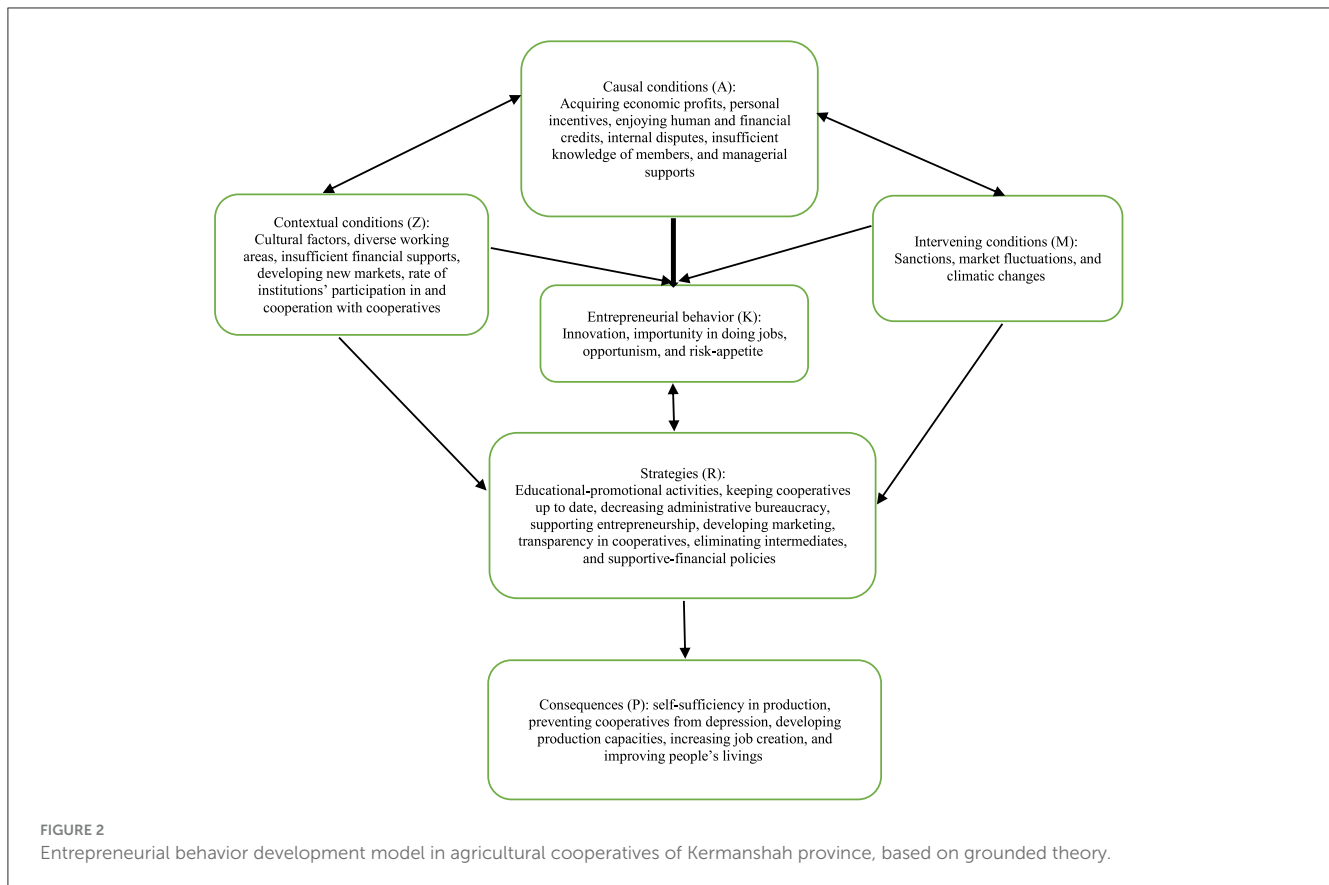 Causal conditions (A):
Acquiring economic profits, personal
incentives, enjoying human and financial
credits, internal disputes, insufficient
knowledge of members, and managerial
supports
Contextual conditions (Z):
Cultural factors, diverse working
areas, insufficient financial supports,
developing new markets, rate of
institutions’ participation in and
cooperation with cooperatives
Intervening conditions (M):
Sanctions, market fluctuations, and
climatic changes
Entrepreneurial behavior (K):
Innovation, importunity in doing jobs,
opportunism, and risk-appetite
Strategies (R):
Educational-promotional activities, keeping cooperatives
up to date, decreasing administrative bureaucracy,
supporting entrepreneurship, developing marketing,
transparency in cooperatives, eliminating intermediates,
and supportive-financial policies
Consequences (P): self-sufficiency in production,
preventing cooperatives from depression, developing
production capacities, increasing job creation, and
improving people’s livings
FIGURE 2
Entrepreneurial behavior development model in agricultural cooperatives of Kermanshah province, based on grounded theory.